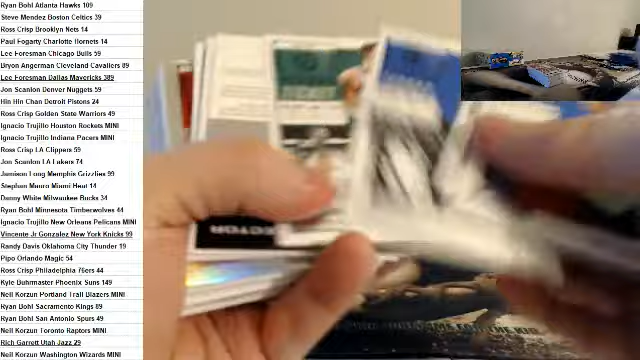 Ryan Bohl Atlanta Hawks 109
Steve Mendez Boston Celtics 39
Ross Crisp Brooklyn Nets 14
Paul Fogarty Charlotte Hornets 14
Lee Foresman Chicago Bulls 59
Bryon Angerman Cleveland Cavaliers 89
Lee Foresman Dallas Mavericks 389
Jon Scanlon Denver Nuggets 59
Hin Hin Chan Detroit Pistons 24
Ross Crisp Golden State Warriors 49
Ignacio Trujillo Houston Rockets MINI
Ignacio Trujillo Indiana Pacers MINI
Ross Crisp LA Clippers 59
Jon Scanlon LA Lakers 74
Jamison Long Memphis Grizzlies 59
Stephan Mauro Miami Heat 14
Danny White Milwaukee Bucks 34
Ryan Bohl Minnesota Timberwolves 44
Ignacio Trujillo New Orleans Pelicans MINI
Vincente Jr Gonzalez New York Knicks 99
Randy Davis Oklahoma City Thunder 19
Pipo Orlando Magic 54
Ross Crisp Philadelphia 76ers 44
Kyle Buhrmaster Phoenix Suns 149
Neil Korzun Portland Trail Blazers MINI
Ryan Bohl Sacramento Kings 89
Ryan Bohl San Antonio Spurs 49
Neil Korzun Toronto Raptors MINI
Rich Garrett Utah Jazz 29
Neil Korzun Washington Wizards MINI